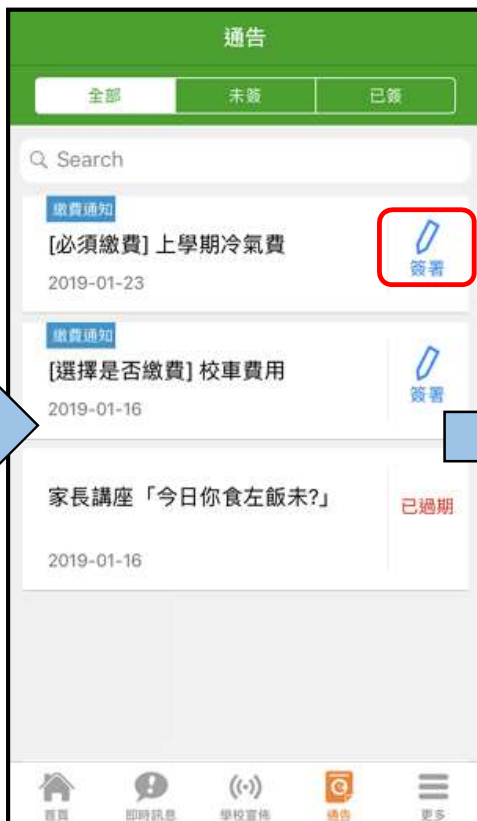 通告
全部 未簽 已簽
Search
繳費通知
[必須繳費] 上學期冷氣費
簽署
2019-01-23
繳費通知
[選擇是否繳費] 校車費用
簽署
2019-01-16
家長講座「今日你食左飯未?」
已過期
2019-01-16
首頁 即時訊息 學校宣佈 通告 更多